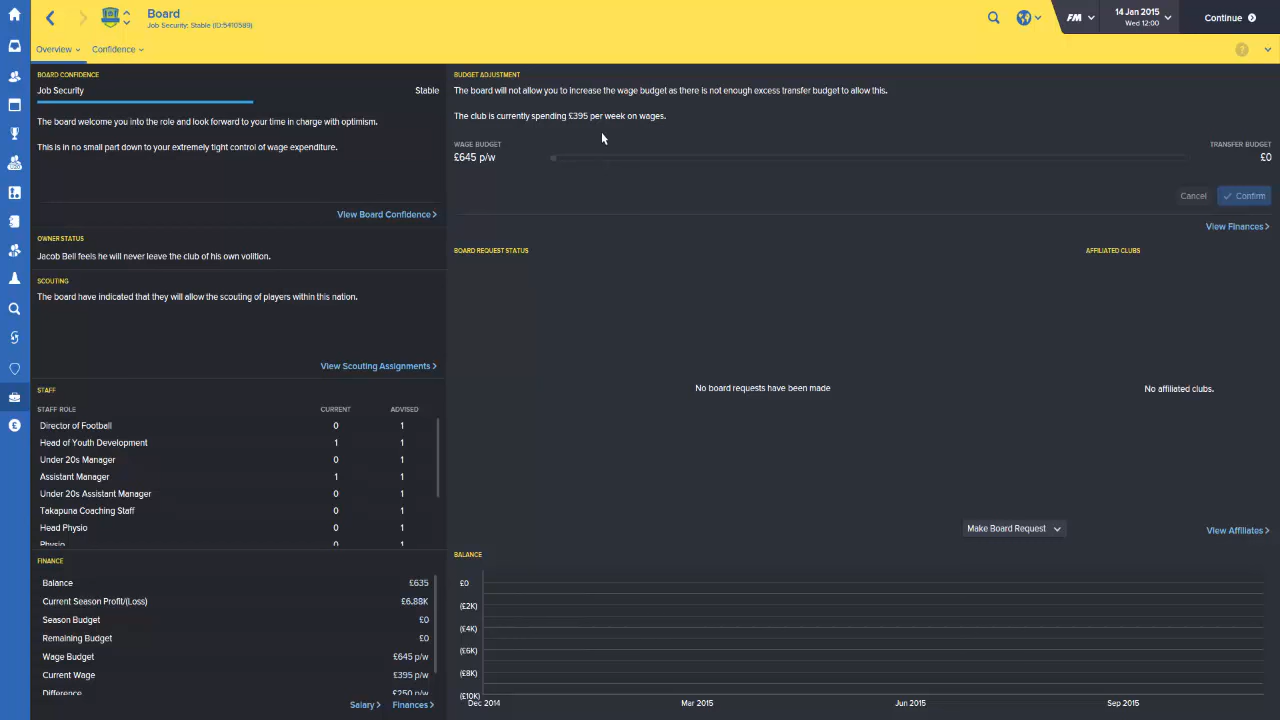 Board
Job Security: Stable (ID:5410589)
FM
14 Jan 2015
Wed 12:00
Continue
Overview
Confidence
?
BOARD CONFIDENCE
Job Security
Stable
The board welcome you into the role and look forward to your time in charge with optimism.
This is in no small part down to your extremely tight control of wage expenditure.
View Board Confidence >
OWNER STATUS
Jacob Bell feels he will never leave the club of his own volition.
SCOUTING
The board have indicated that they will allow the scouting of players within this nation.
View Scouting Assignments >
STAFF
STAFF ROLE CURRENT ADVISED
Director of Football 0 1
Head of Youth Development 1 1
Under 20s Manager 0 1
Assistant Manager 1 1
Under 20s Assistant Manager 0 1
Takapuna Coaching Staff 0 1
Head Physio 0 1
Physio 0 1
FINANCE
Balance £635
Current Season Profit/(Loss) £6.88K
Season Budget £0
Remaining Budget £0
Wage Budget £645 p/w
Current Wage £395 p/w
Difference £250 p/w
Salary > Finances >
BUDGET ADJUSTMENT
The board will not allow you to increase the wage budget as there is not enough excess transfer budget to allow this.
The club is currently spending £395 per week on wages.
WAGE BUDGET TRANSFER BUDGET
£645 p/w £0
Cancel Confirm
View Finances >
BOARD REQUEST STATUS
AFFILIATED CLUBS
No board requests have been made
No affiliated clubs.
Make Board Request
View Affiliates >
BALANCE
£0
(£2K)
(£4K)
(£6K)
(£8K)
(£10K)
Dec 2014 Mar 2015 Jun 2015 Sep 2015